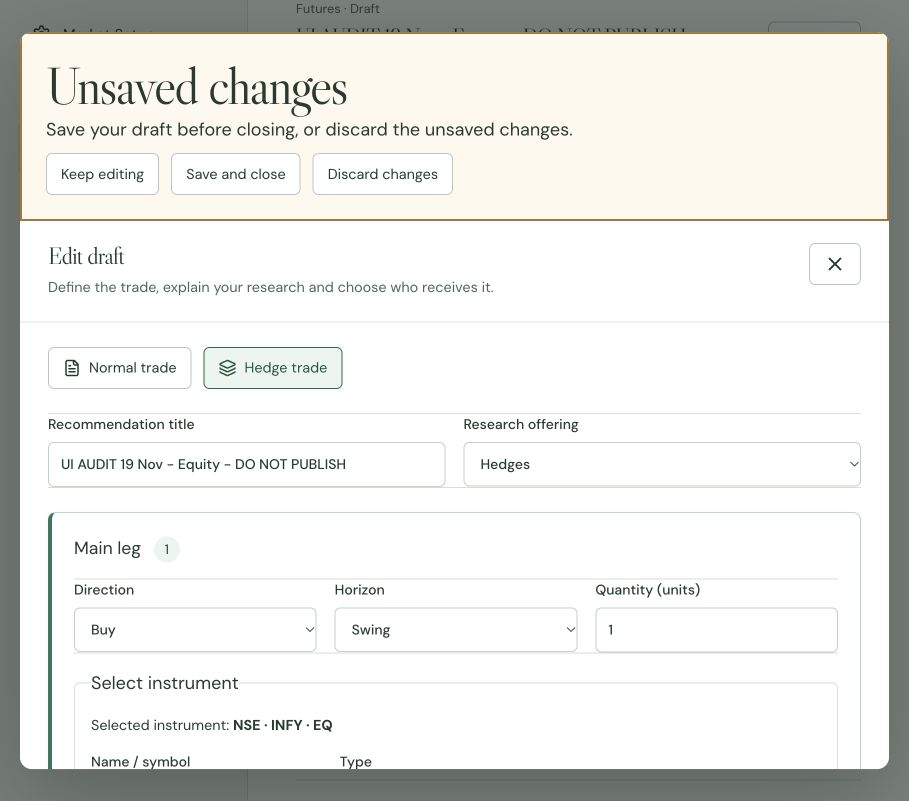 Futures · Draft
Unsaved changes
Save your draft before closing, or discard the unsaved changes.
Keep editing
Save and close
Discard changes
Edit draft
Define the trade, explain your research and choose who receives it.
Normal trade
Hedge trade
Recommendation title
Research offering
UI AUDIT 19 Nov - Equity - DO NOT PUBLISH
Hedges
Main leg 1
Direction
Horizon
Quantity (units)
Buy
Swing
1
Select instrument
Selected instrument: NSE · INFY · EQ
Name / symbol
Type